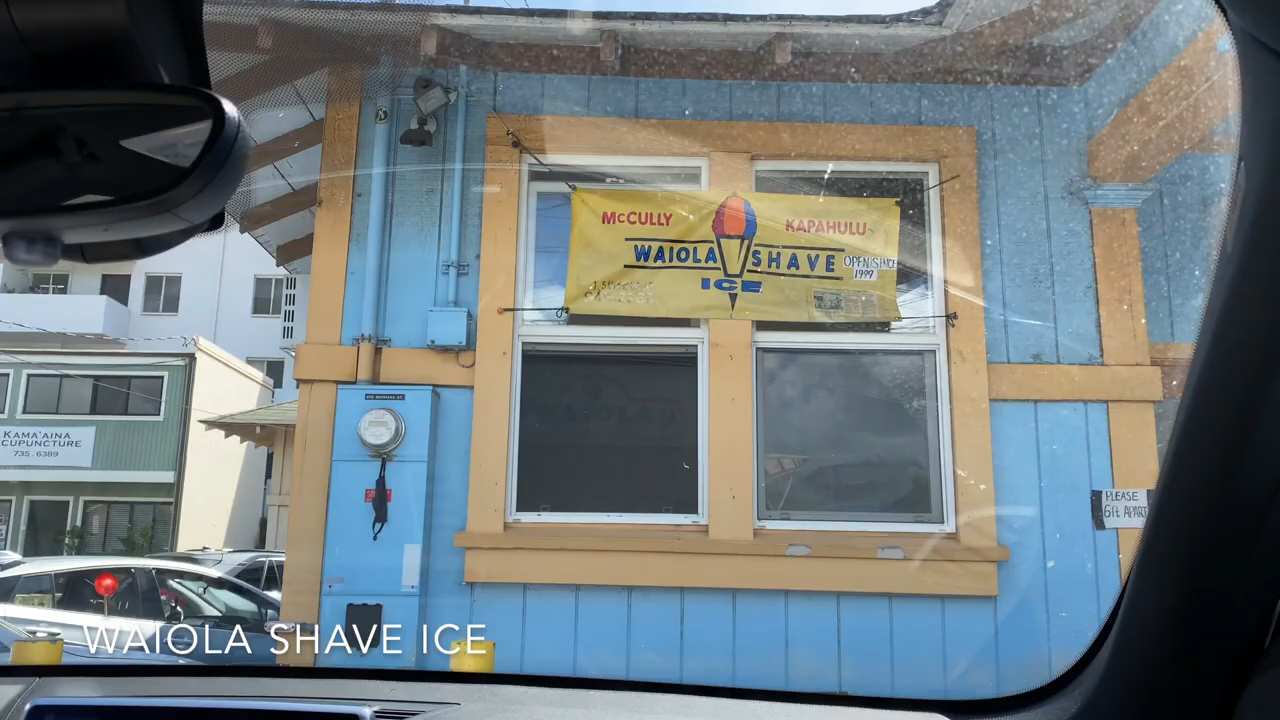 McCULLY
KAPAHULU
WAIOLA SHAVE
ICE
OPEN/SINCE
1999
KAMA'AINA
CUPUNCTURE
735.6389
PLEASE
6ft APART
WAIOLA SHAVE ICE